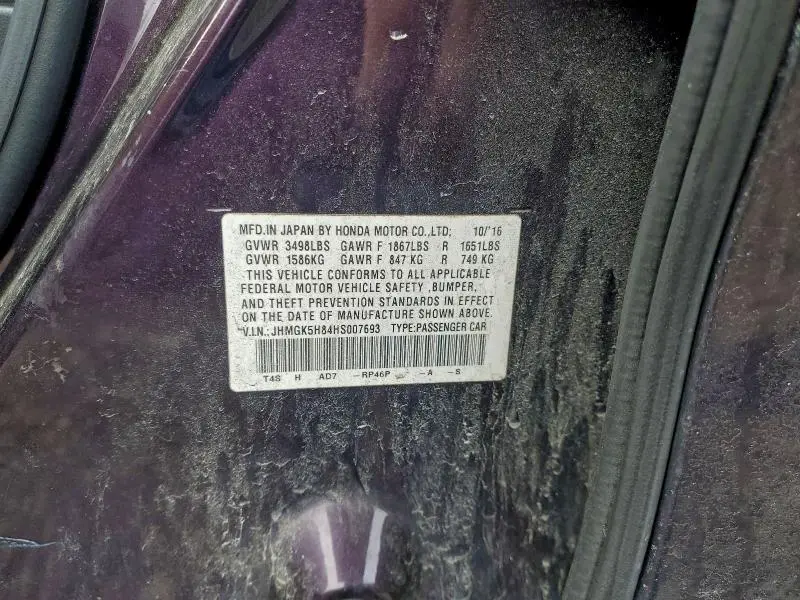 MFD.IN JAPAN BY HONDA MOTOR CO.,LTD; 10/'16
GVWR 3498LBS GAWR F 1867LBS R 1651LBS
GVWR 1586KG GAWR F 847 KG R 749 KG
THIS VEHICLE CONFORMS TO ALL APPLICABLE
FEDERAL MOTOR VEHICLE SAFETY ,BUMPER,
AND THEFT PREVENTION STANDARDS IN EFFECT
ON THE DATE OF MANUFACTURE SHOWN ABOVE.
V.I.N.: JHMGK5H84HS007693 TYPE:PASSENGER CAR
T4S H AD7 -RP46P -A -S